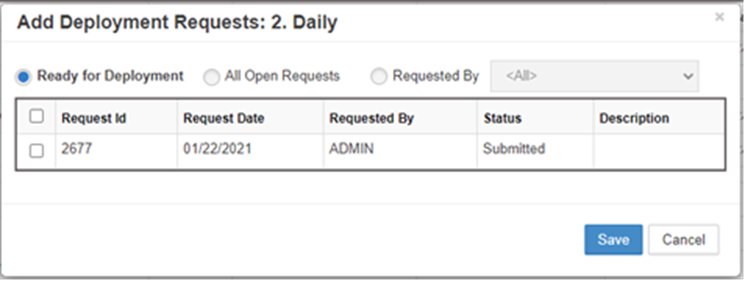 Add Deployment Requests: 2. Daily ×
Ready for Deployment All Open Requests Requested By <All>
Request Id Request Date Requested By Status Description
2677 01/22/2021 ADMIN Submitted
Save Cancel